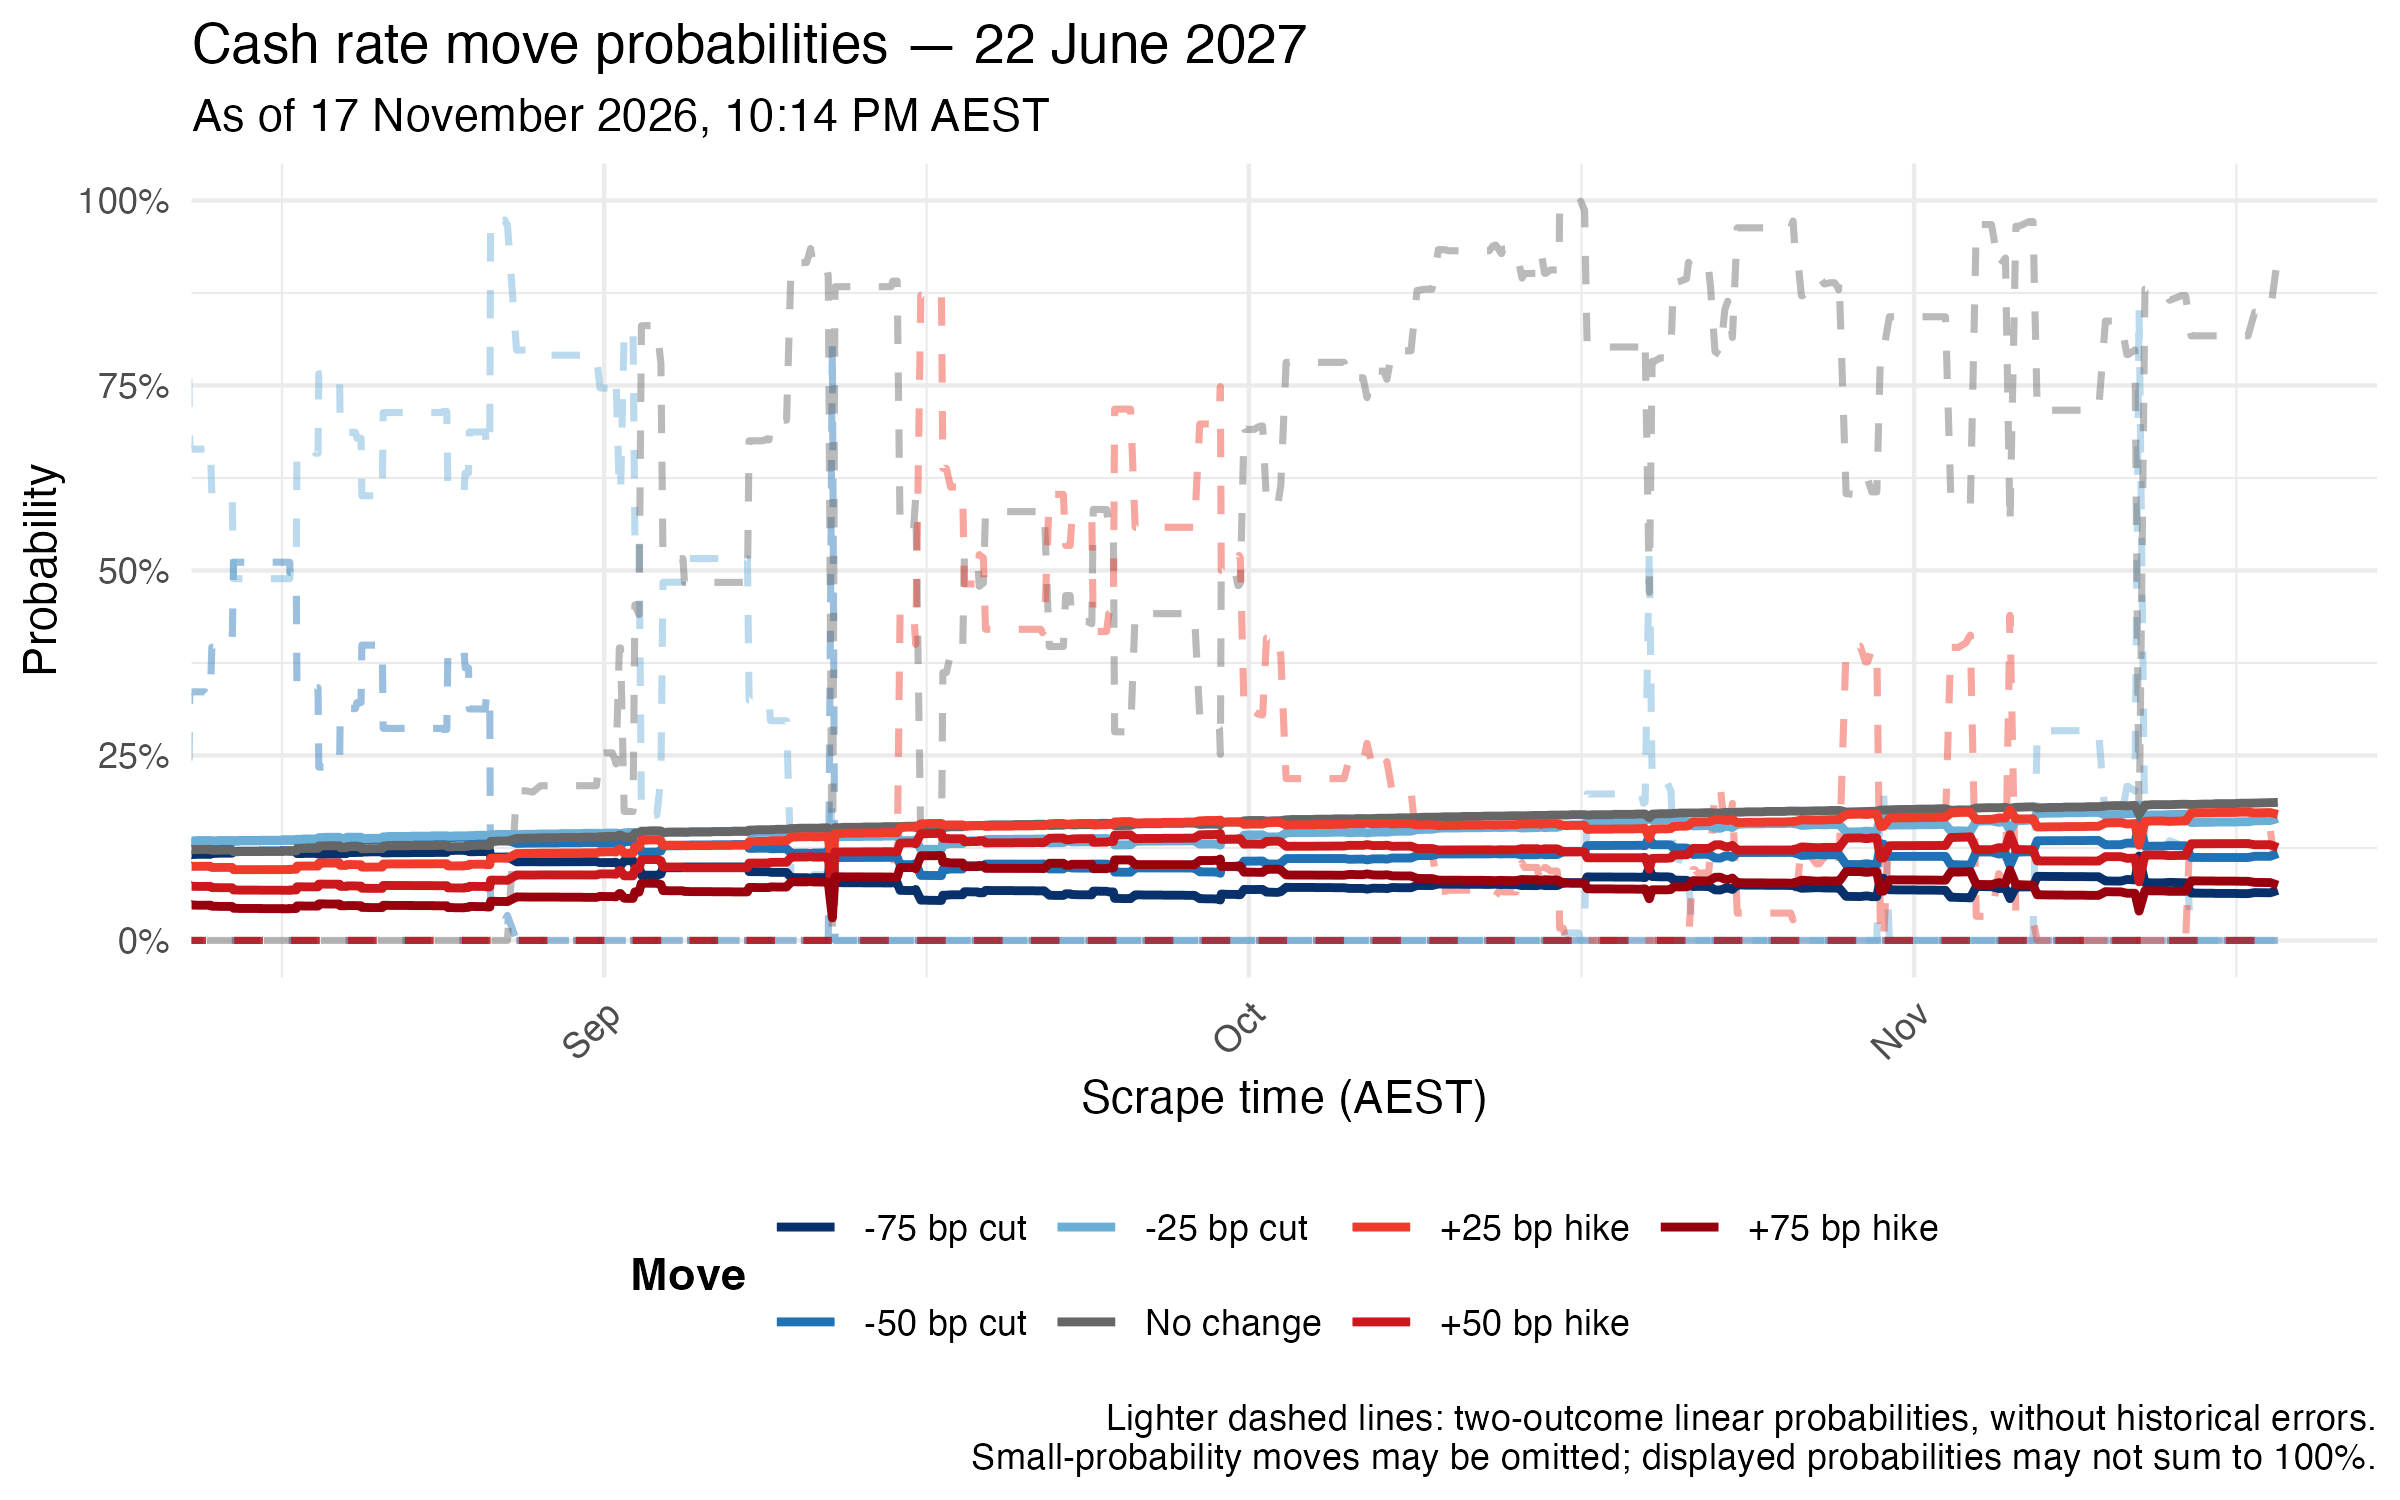 Cash rate move probabilities — 22 June 2027
As of 17 November 2026, 10:14 PM AEST
Probability
100%
75%
50%
25%
0%
Sep
Oct
Nov
Scrape time (AEST)
Move
-75 bp cut
-25 bp cut
+25 bp hike
+75 bp hike
-50 bp cut
No change
+50 bp hike
Lighter dashed lines: two-outcome linear probabilities, without historical errors.
Small-probability moves may be omitted; displayed probabilities may not sum to 100%.